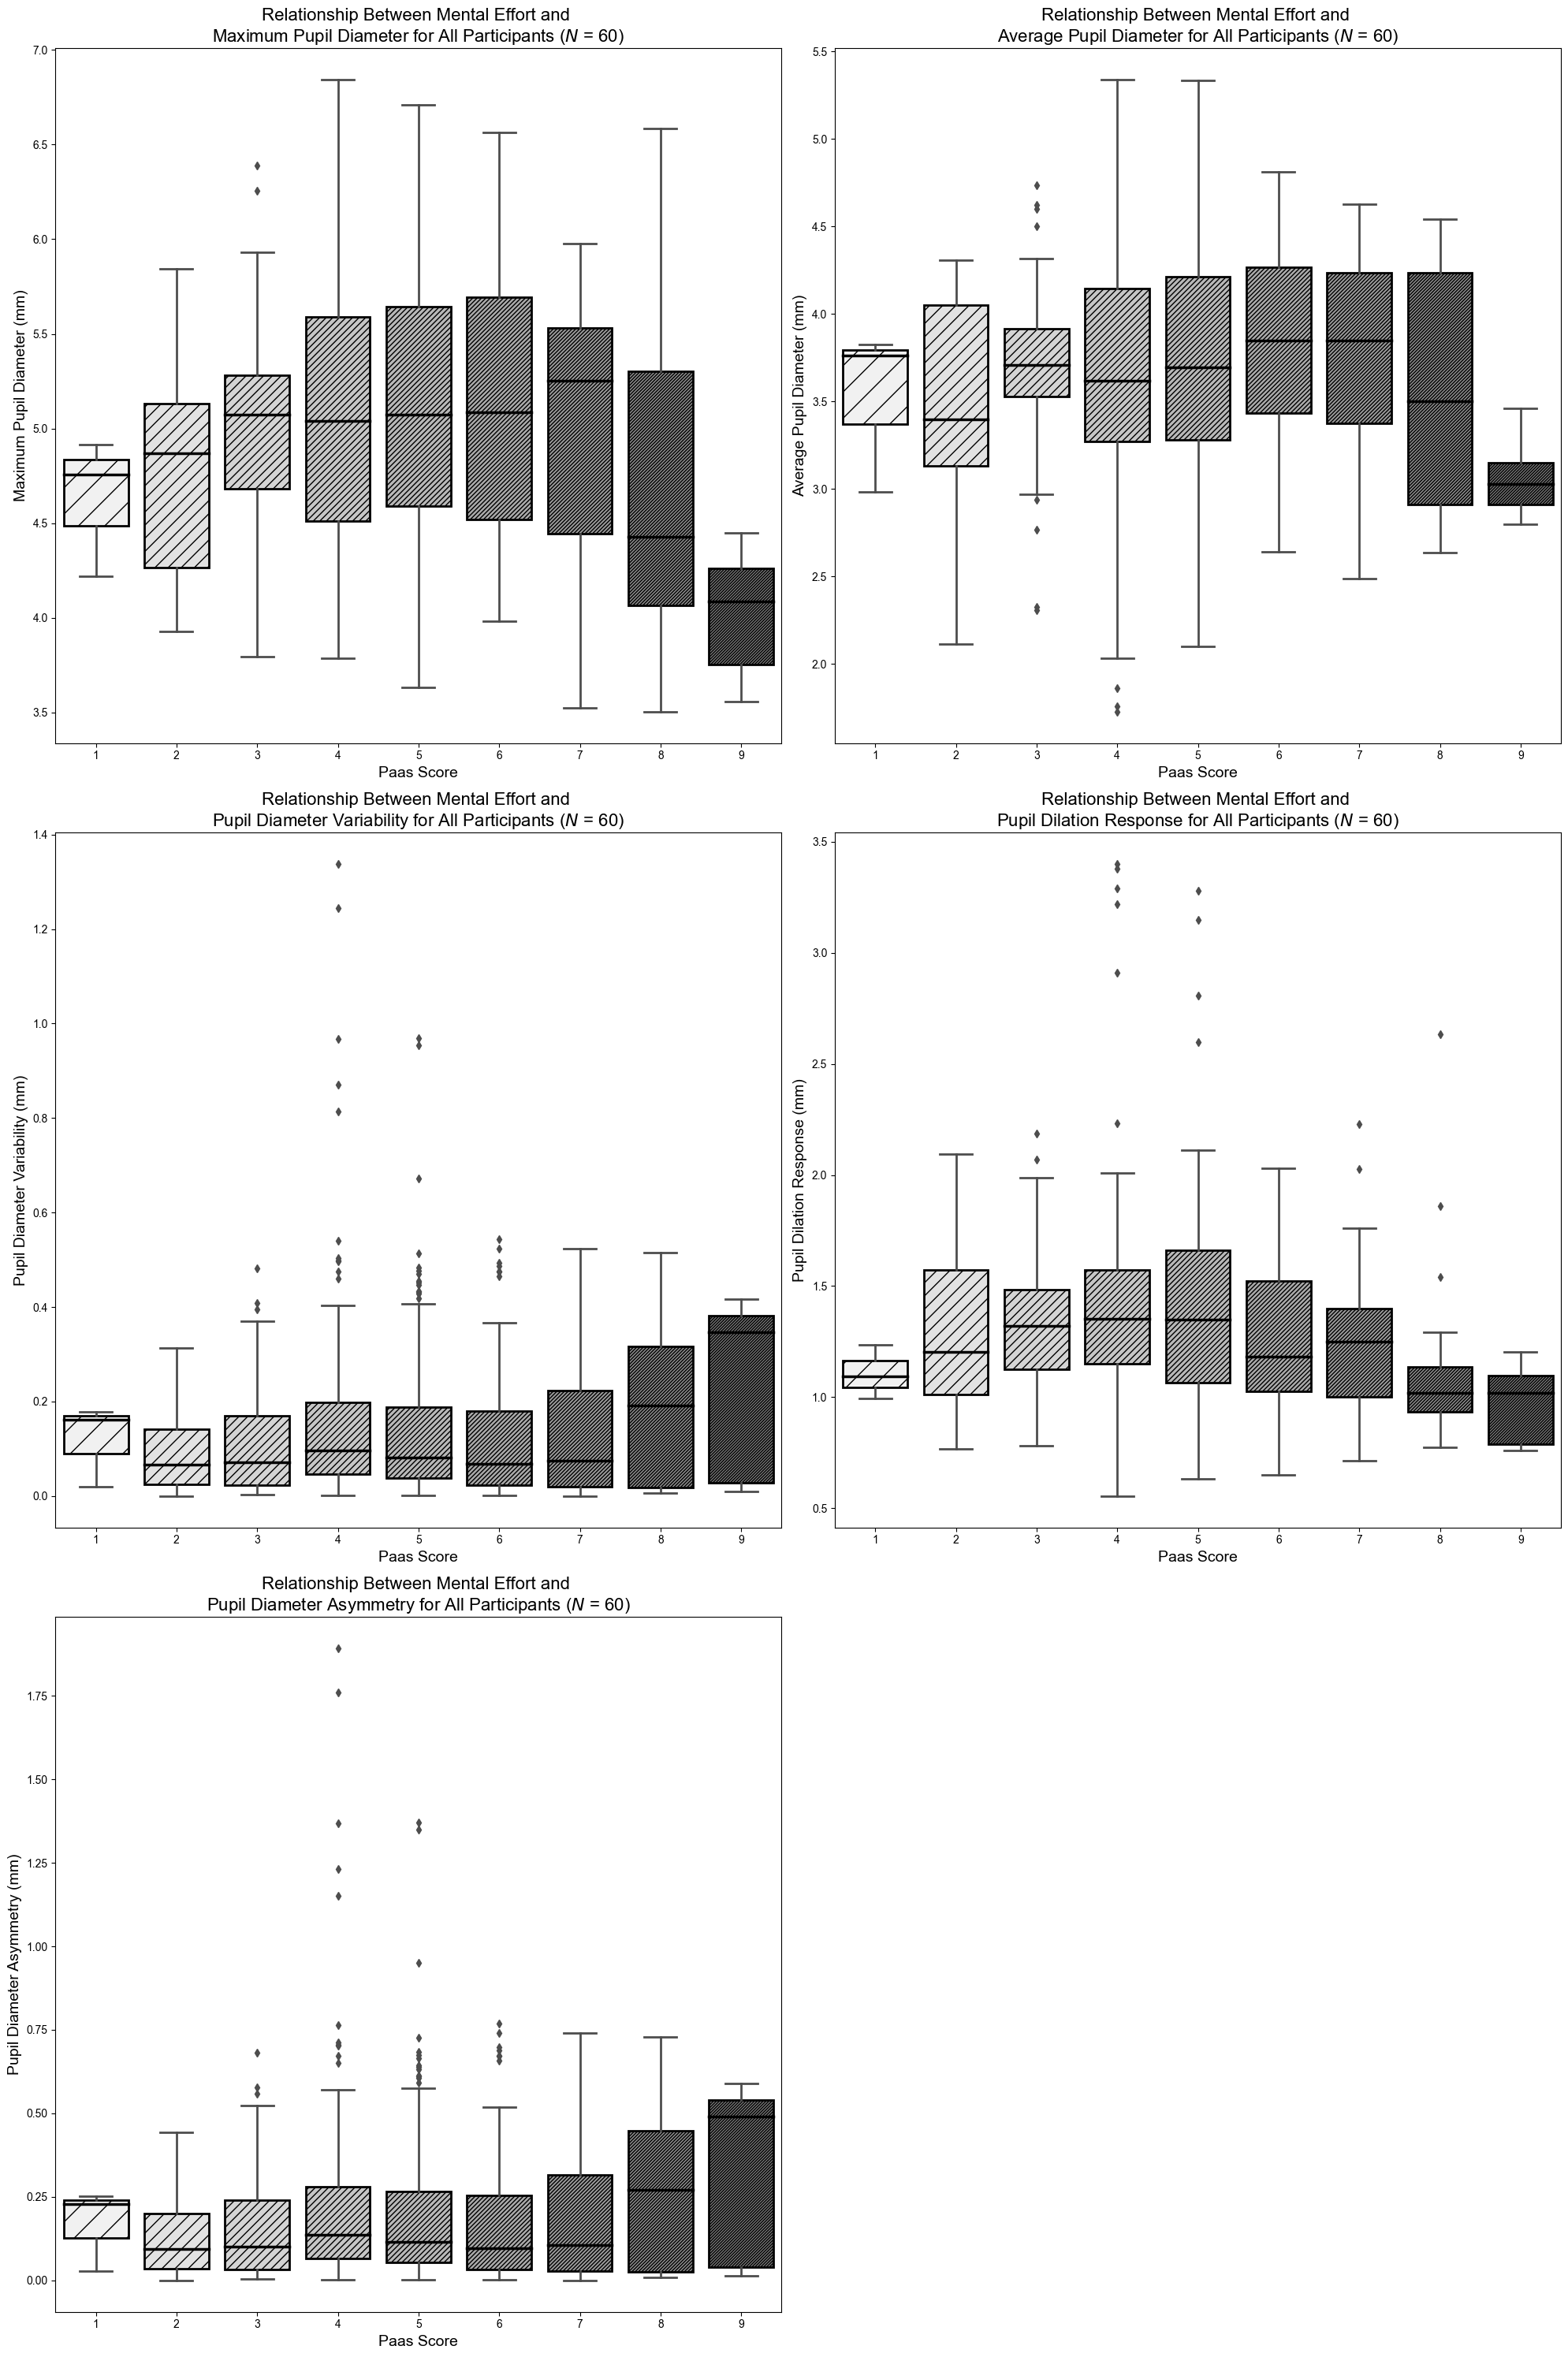 Relationship Between Mental Effort and
Maximum Pupil Diameter for All Participants (N = 60)
7.0
6.5
6.0
5.5
5.0
4.5
4.0
3.5
Maximum Pupil Diameter (mm)
1 2 3 4 5 6 7 8 9
Paas Score
Relationship Between Mental Effort and
Average Pupil Diameter for All Participants (N = 60)
5.5
5.0
4.5
4.0
3.5
3.0
2.5
2.0
Average Pupil Diameter (mm)
1 2 3 4 5 6 7 8 9
Paas Score
Relationship Between Mental Effort and
Pupil Diameter Variability for All Participants (N = 60)
1.4
1.2
1.0
0.8
0.6
0.4
0.2
0.0
Pupil Diameter Variability (mm)
1 2 3 4 5 6 7 8 9
Paas Score
Relationship Between Mental Effort and
Pupil Dilation Response for All Participants (N = 60)
3.5
3.0
2.5
2.0
1.5
1.0
0.5
Pupil Dilation Response (mm)
1 2 3 4 5 6 7 8 9
Paas Score
Relationship Between Mental Effort and
Pupil Diameter Asymmetry for All Participants (N = 60)
1.75
1.50
1.25
1.00
0.75
0.50
0.25
0.00
Pupil Diameter Asymmetry (mm)
1 2 3 4 5 6 7 8 9
Paas Score